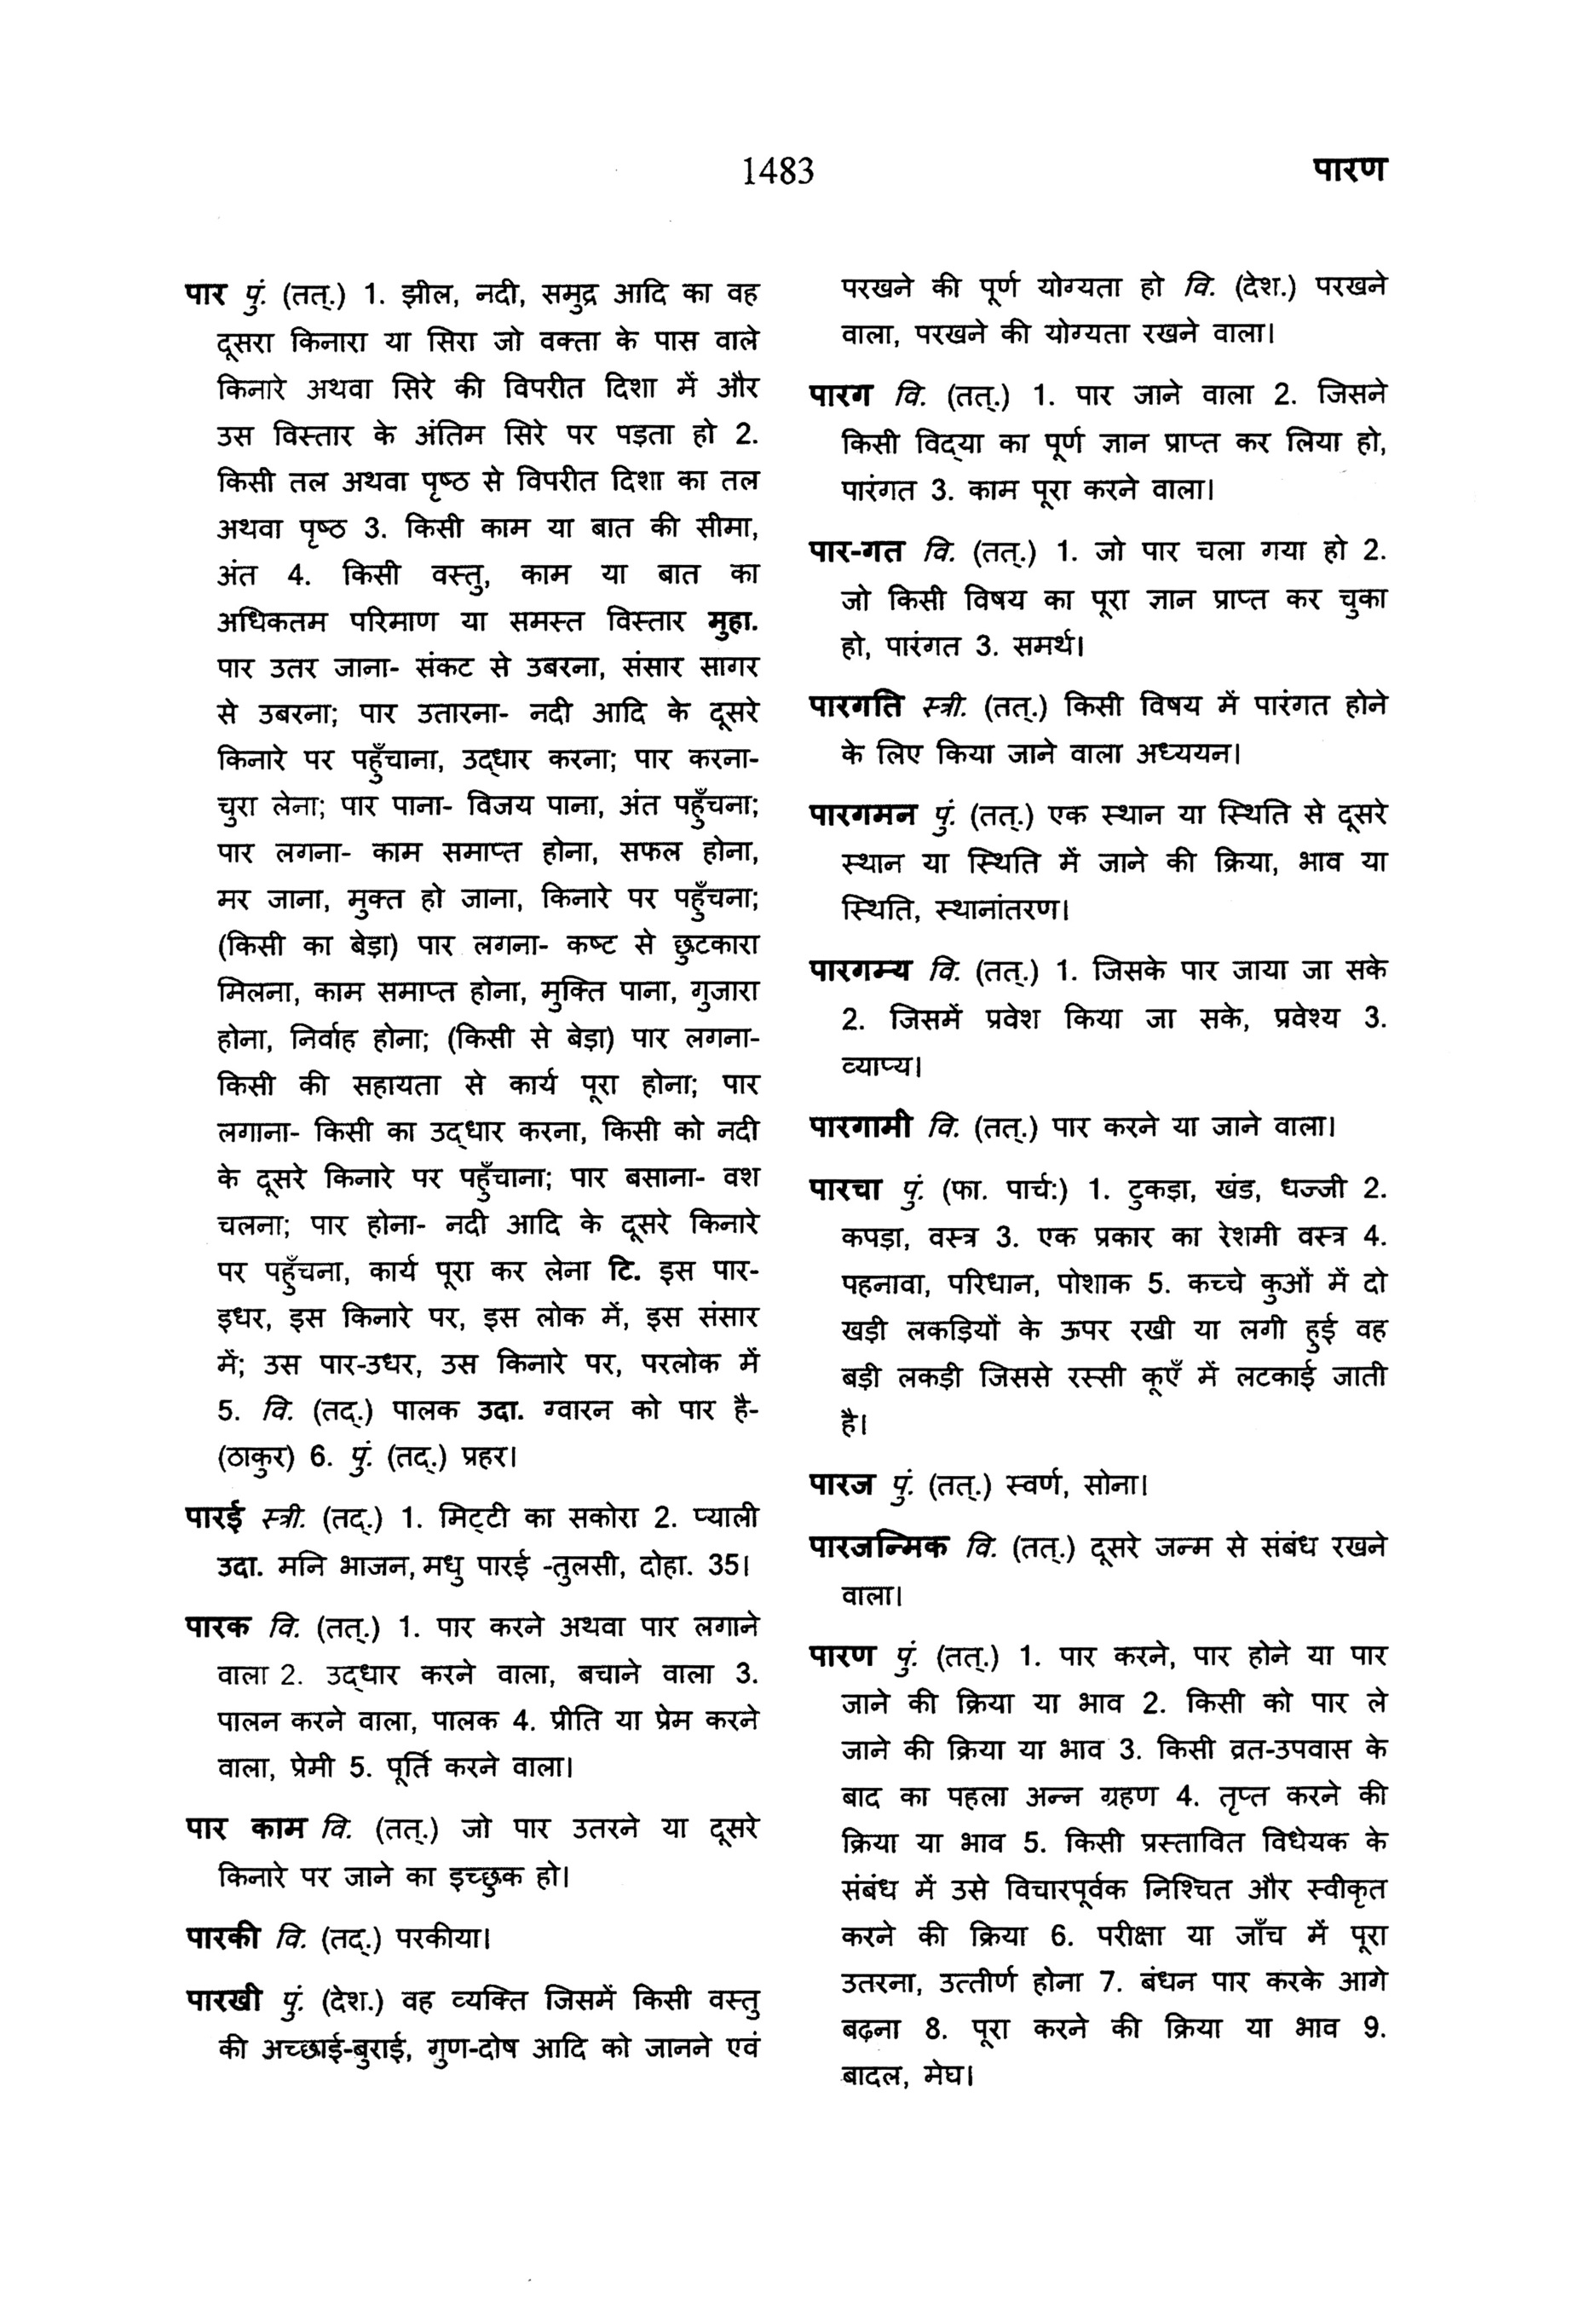 1483
पारण
पार पुं. (तत्.) 1. झील, नदी, समुद्र आदि का वह
दूसरा किनारा या सिरा जो वक्ता के पास वाले
किनारे अथवा सिरे की विपरीत दिशा में और
उस विस्तार के अंतिम सिरे पर पड़ता हो 2.
किसी तल अथवा पृष्ठ से विपरीत दिशा का तल
अथवा पृष्ठ 3. किसी काम या बात की सीमा,
अंत 4. किसी वस्तु, काम या बात का
अधिकतम परिमाण या समस्त विस्तार मुहा.
पार उतर जाना- संकट से उबरना, संसार सागर
से उबरना; पार उतारना- नदी आदि के दूसरे
किनारे पर पहुँचाना, उद्धार करना; पार करना-
चुरा लेना; पार पाना- विजय पाना, अंत पहुँचना;
पार लगना- काम समाप्त होना, सफल होना,
मर जाना, मुक्त हो जाना, किनारे पर पहुँचना;
(किसी का बेड़ा) पार लगना- कष्ट से छुटकारा
मिलना, काम समाप्त होना, मुक्ति पाना, गुजारा
होना, निर्वाह होना; (किसी से बेड़ा) पार लगना-
किसी की सहायता से कार्य पूरा होना; पार
लगाना- किसी का उद्धार करना, किसी को नदी
के दूसरे किनारे पर पहुँचाना; पार बसाना- वश
चलना; पार होना- नदी आदि के दूसरे किनारे
पर पहुँचना, कार्य पूरा कर लेना टि. इस पार-
इधर, इस किनारे पर, इस लोक में, इस संसार
में; उस पार-उधर, उस किनारे पर, परलोक में
5. वि. (तद्.) पालक उदा. ग्वारन को पार है-
(ठाकुर) 6. पुं. (तद्.) प्रहर।
पारई स्त्री. (तद्.) 1. मिट्टी का सकोरा 2. प्याली
उदा. मनि भाजन, मधु पारई -तुलसी, दोहा. 35।
पारक वि. (तत्.) 1. पार करने अथवा पार लगाने
वाला 2. उद्धार करने वाला, बचाने वाला 3.
पालन करने वाला, पालक 4. प्रीति या प्रेम करने
वाला, प्रेमी 5. पूर्ति करने वाला।
पार काम वि. (तत्.) जो पार उतरने या दूसरे
किनारे पर जाने का इच्छुक हो।
पारकी वि. (तद्.) परकीया।
पारखी पुं. (देश.) वह व्यक्ति जिसमें किसी वस्तु
की अच्छाई-बुराई, गुण-दोष आदि को जानने एवं
परखने की पूर्ण योग्यता हो वि. (देश.) परखने
वाला, परखने की योग्यता रखने वाला।
पारग वि. (तत्.) 1. पार जाने वाला 2. जिसने
किसी विद्या का पूर्ण ज्ञान प्राप्त कर लिया हो,
पारंगत 3. काम पूरा करने वाला।
पार-गत वि. (तत्.) 1. जो पार चला गया हो 2.
जो किसी विषय का पूरा ज्ञान प्राप्त कर चुका
हो, पारंगत 3. समर्थ।
पारगति स्त्री. (तत्.) किसी विषय में पारंगत होने
के लिए किया जाने वाला अध्ययन।
पारगमन पुं. (तत्.) एक स्थान या स्थिति से दूसरे
स्थान या स्थिति में जाने की क्रिया, भाव या
स्थिति, स्थानांतरण।
पारगम्य वि. (तत्.) 1. जिसके पार जाया जा सके
2. जिसमें प्रवेश किया जा सके, प्रवेश्य 3.
व्याप्य।
पारगामी वि. (तत्.) पार करने या जाने वाला।
पारचा पुं. (फा. पार्चः) 1. टुकड़ा, खंड, धज्जी 2.
कपड़ा, वस्त्र 3. एक प्रकार का रेशमी वस्त्र 4.
पहनावा, परिधान, पोशाक 5. कच्चे कुओं में दो
खड़ी लकड़ियों के ऊपर रखी या लगी हुई वह
बड़ी लकड़ी जिससे रस्सी कूएँ में लटकाई जाती
है।
पारज पुं. (तत्.) स्वर्ण, सोना।
पारजन्मिक वि. (तत्.) दूसरे जन्म से संबंध रखने
वाला।
पारण पुं. (तत्.) 1. पार करने, पार होने या पार
जाने की क्रिया या भाव 2. किसी को पार ले
जाने की क्रिया या भाव 3. किसी व्रत-उपवास के
बाद का पहला अन्न ग्रहण 4. तृप्त करने की
क्रिया या भाव 5. किसी प्रस्तावित विधेयक के
संबंध में उसे विचारपूर्वक निश्चित और स्वीकृत
करने की क्रिया 6. परीक्षा या जाँच में पूरा
उतरना, उत्तीर्ण होना 7. बंधन पार करके आगे
बढ़ना 8. पूरा करने की क्रिया या भाव 9.
बादल, मेघ।